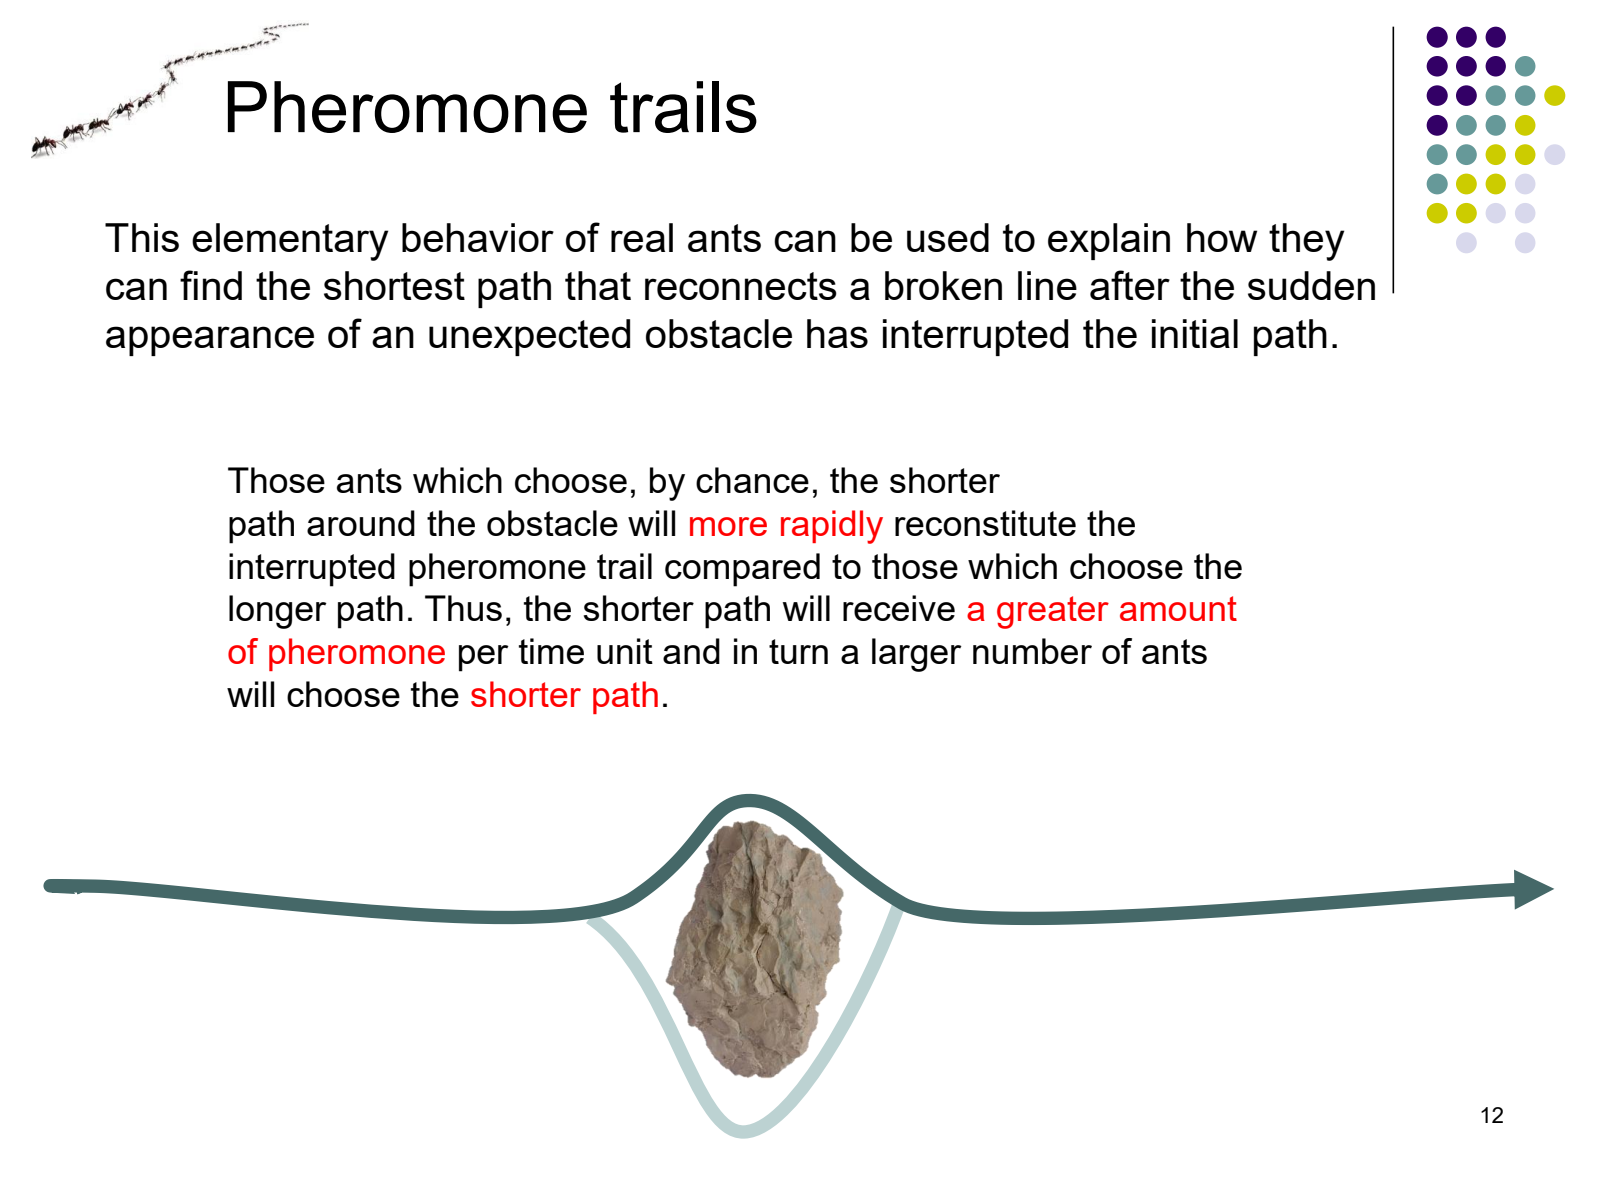 Pheromone trails
This elementary behavior of real ants can be used to explain how they
can find the shortest path that reconnects a broken line after the sudden
appearance of an unexpected obstacle has interrupted the initial path.
Those ants which choose, by chance, the shorter
path around the obstacle will more rapidly reconstitute the
interrupted pheromone trail compared to those which choose the
longer path. Thus, the shorter path will receive a greater amount
of pheromone per time unit and in turn a larger number of ants
will choose the shorter path.
12